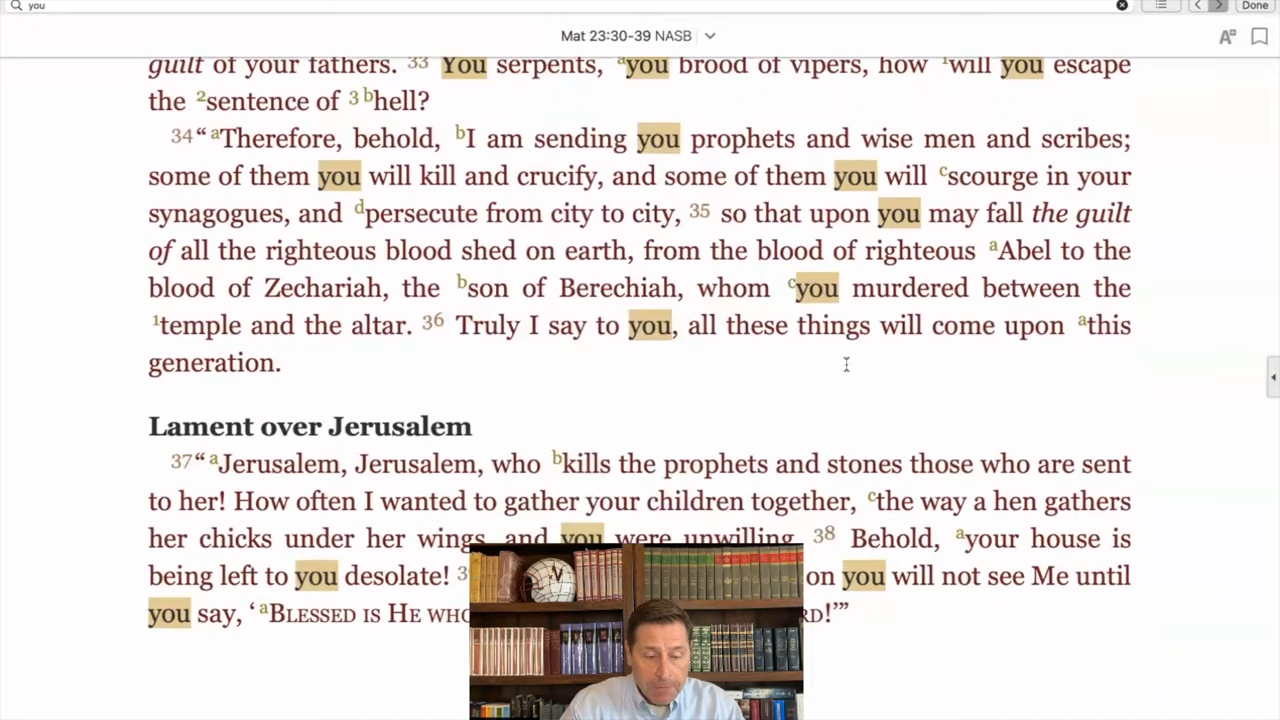 you
Done
Mat 23:30-39 NASB
guilt of your fathers. 33 You serpents, ayou brood of vipers, how 1will you escape
the 2sentence of 3 bhell?
34“aTherefore, behold, bI am sending you prophets and wise men and scribes;
some of them you will kill and crucify, and some of them you will cscourge in your
synagogues, and dpersecute from city to city, 35 so that upon you may fall the guilt
of all the righteous blood shed on earth, from the blood of righteous aAbel to the
blood of Zechariah, the bson of Berechiah, whom cyou murdered between the
1temple and the altar. 36 Truly I say to you, all these things will come upon athis
generation.
Lament over Jerusalem
37“aJerusalem, Jerusalem, who bkills the prophets and stones those who are sent
to her! How often I wanted to gather your children together, cthe way a hen gathers
her chicks under her wings, and you were unwilling. 38 Behold, ayour house is
being left to you desolate! on you will not see Me until
you say, ‘aBLESSED IS HE WHO RD!’”